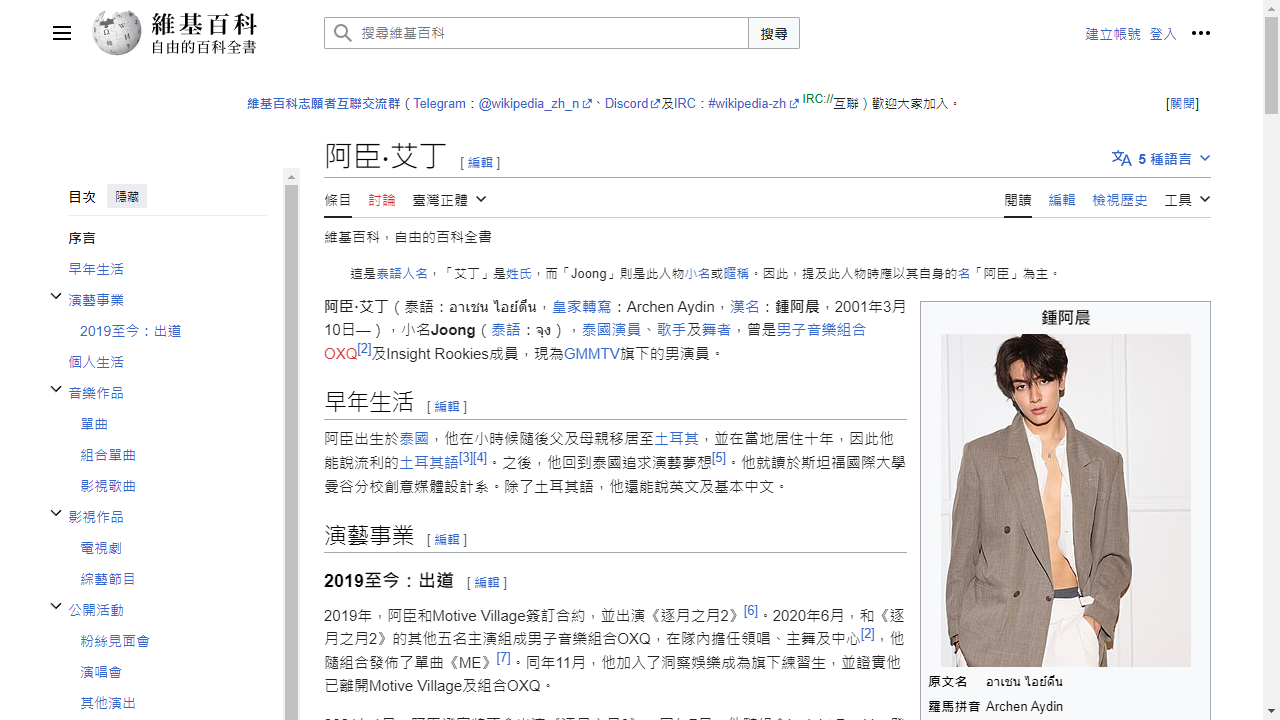 維基百科
自由的百科全書
搜尋維基百科
搜尋
建立帳號 登入
維基百科志願者互聯交流群（Telegram：@wikipedia_zh_n、Discord及IRC：#wikipedia-zh IRC://互聯）歡迎大家加入。
[關閉]
目次 隱藏
序言
早年生活
演藝事業
2019至今：出道
個人生活
音樂作品
單曲
組合單曲
影視歌曲
影視作品
電視劇
綜藝節目
公開活動
粉絲見面會
演唱會
其他演出
阿臣·艾丁 [ 編輯 ]
5 種語言
條目 討論 臺灣正體
閱讀 編輯 檢視歷史 工具
維基百科，自由的百科全書
這是泰語人名，「艾丁」是姓氏，而「Joong」則是此人物小名或暱稱。因此，提及此人物時應以其自身的名「阿臣」為主。
阿臣·艾丁（泰語：อาเชน ไอย์ดึ้น，皇家轉寫：Archen Aydin，漢名：鍾阿晨，2001年3月
10日—），小名Joong（泰語：จุง），泰國演員、歌手及舞者，曾是男子音樂組合
OXQ[2]及Insight Rookies成員，現為GMMTV旗下的男演員。
早年生活 [ 編輯 ]
阿臣出生於泰國，他在小時候隨後父及母親移居至土耳其，並在當地居住十年，因此他
能說流利的土耳其語[3][4]。之後，他回到泰國追求演藝夢想[5]。他就讀於斯坦福國際大學
曼谷分校創意媒體設計系。除了土耳其語，他還能說英文及基本中文。
演藝事業 [ 編輯 ]
2019至今：出道 [ 編輯 ]
2019年，阿臣和Motive Village簽訂合約，並出演《逐月之月2》[6]。2020年6月，和《逐
月之月2》的其他五名主演組成男子音樂組合OXQ，在隊內擔任領唱、主舞及中心[2]，他
隨組合發佈了單曲《ME》[7]。同年11月，他加入了洞察娛樂成為旗下練習生，並證實他
已離開Motive Village及組合OXQ。
鍾阿晨
原文名 อาเชน ไอย์ดึ้น
羅馬拼音 Archen Aydin